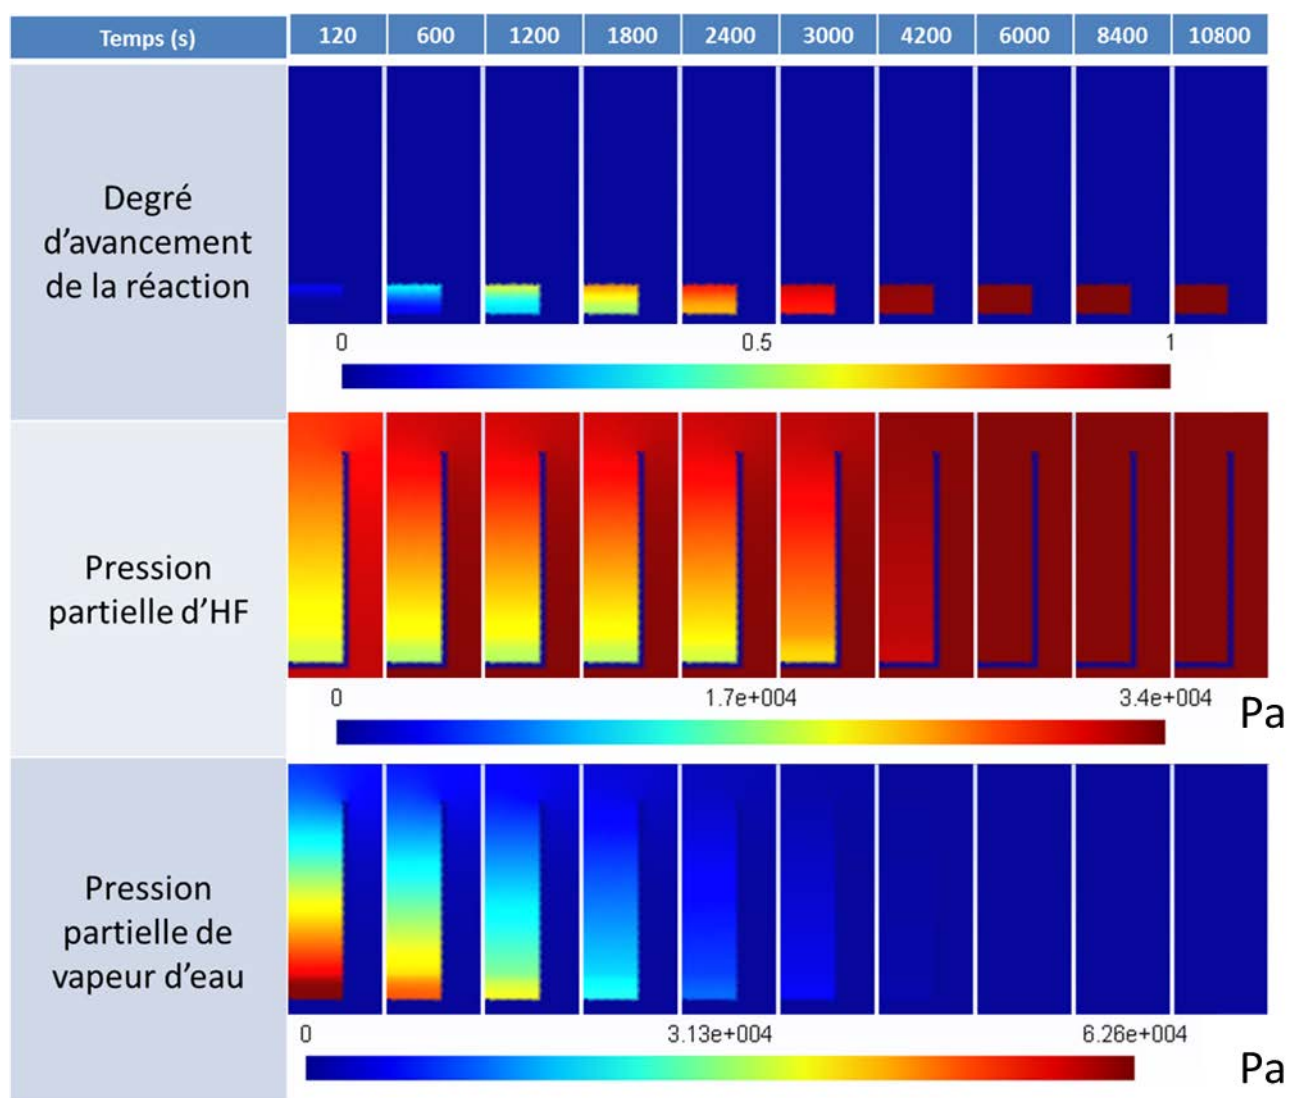 Temps (s) 120 600 1200 1800 2400 3000 4200 6000 8400 10800
Degré
d'avancement
de la réaction
0 0.5 1
Pression
partielle d'HF
0 1.7e+004 3.4e+004 Pa
Pression
partielle de
vapeur d'eau
0 3.13e+004 6.26e+004 Pa